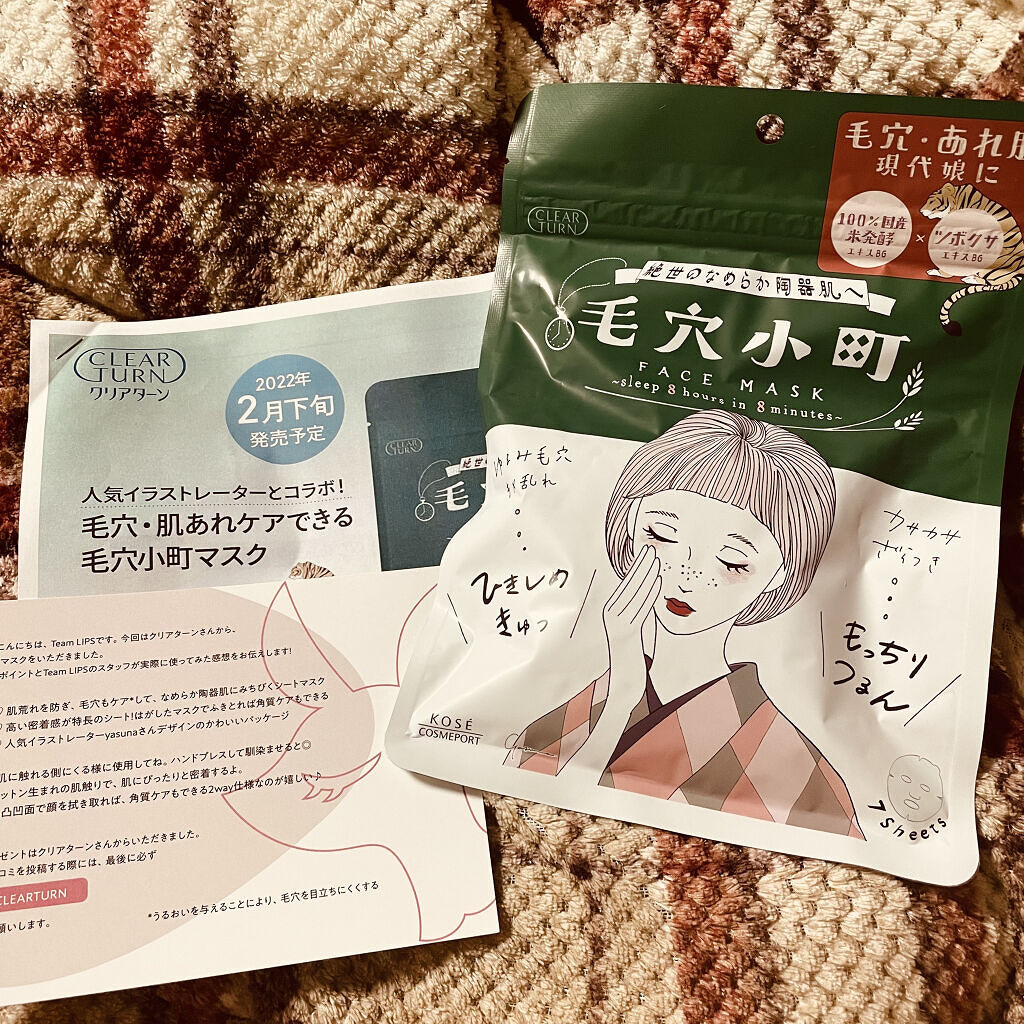 CLEAR
TURN
クリアターン
2022年
2月下旬
発売予定
CLEAR
TURN
毛
人気イラストレーターとコラボ!
毛穴・肌あれケアできる
毛穴小町マスク
こんにちは、Team LIPSです。今回はクリアターンさんから、
マスクをいただきました。
ポイントとTeam LIPSのスタッフが実際に使ってみた感想をお伝えします!
肌荒れを防ぎ、毛穴もケア*して、なめらか陶器肌にみちびくシートマスク
高い密着感が特長のシート!はがしたマスクでふきとれば角質ケアもできる
人気イラストレーターyasunaさんデザインのかわいいパッケージ
肌に触れる側にくる様に使用してね。ハンドプレスして馴染ませると◎
ットン生まれの肌触りで、肌にぴったりと密着するよ。
凸凹面で顔を拭き取れば、角質ケアもできる2way仕様なのが嬉しい♪
ゼントはクリアターンさんからいただきました。
コミを投稿する際には、最後に必ず
CLEARTURN
願いします。
*うるおいを与えることにより、毛穴を目立ちにくくする
毛穴・あれ肌
現代娘に
100%国産
米発酵
エキスBG
×
ツボクサ
エキスBG
CLEAR
TURN
絶世のなめらか陶器肌へ
毛穴小町
FACE MASK
~sleep 8 hours in 8 minutes~
ゆるみ毛穴
乱れ
ひきしめ
きゅっ
カサカサ
ざらつき
もっちり
つるん
KOSÉ
COSMEPORT
7 Sheets